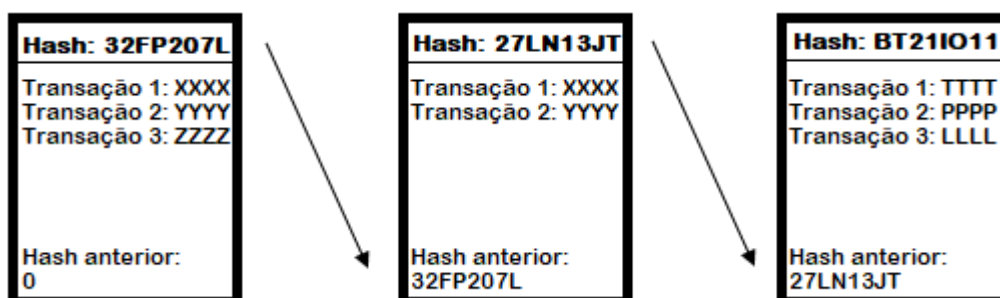 Hash: 32FP207L
Transação 1: XXXX
Transação 2: YYYY
Transação 3: ZZZZ
Hash anterior:
0
Hash: 27LN13JT
Transação 1: XXXX
Transação 2: YYYY
Hash anterior:
32FP207L
Hash: BT21IO11
Transação 1: TTTT
Transação 2: PPPP
Transação 3: LLLL
Hash anterior:
27LN13JT